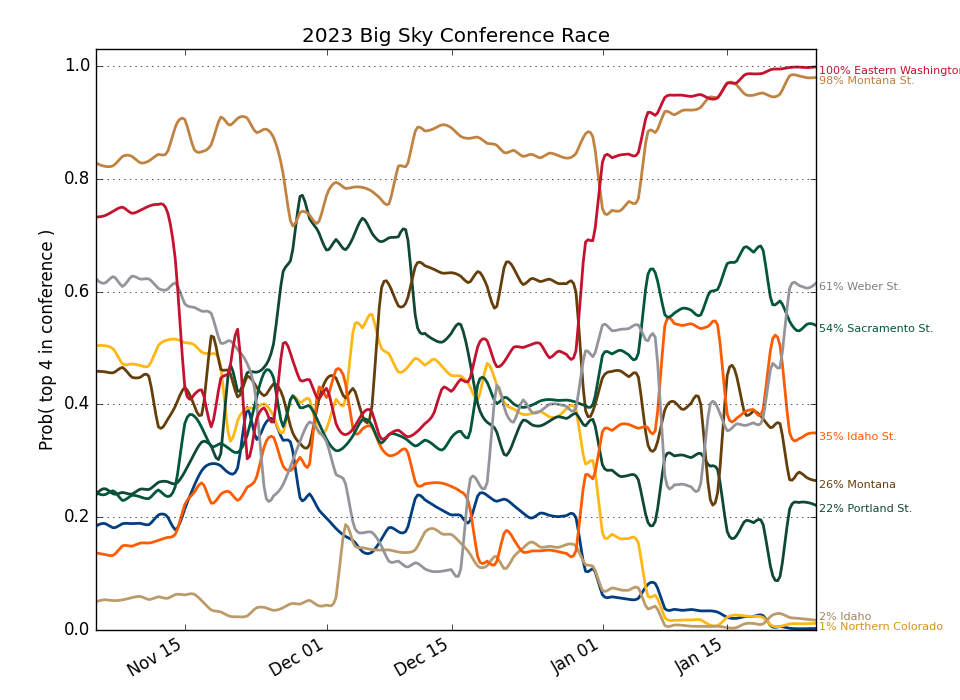 2023 Big Sky Conference Race
Prob( top 4 in conference )
1.0
0.8
0.6
0.4
0.2
0.0
Nov 15
Dec 01
Dec 15
Jan 01
Jan 15
100% Eastern Washington
98% Montana St.
61% Weber St.
54% Sacramento St.
35% Idaho St.
26% Montana
22% Portland St.
2% Idaho
1% Northern Colorado